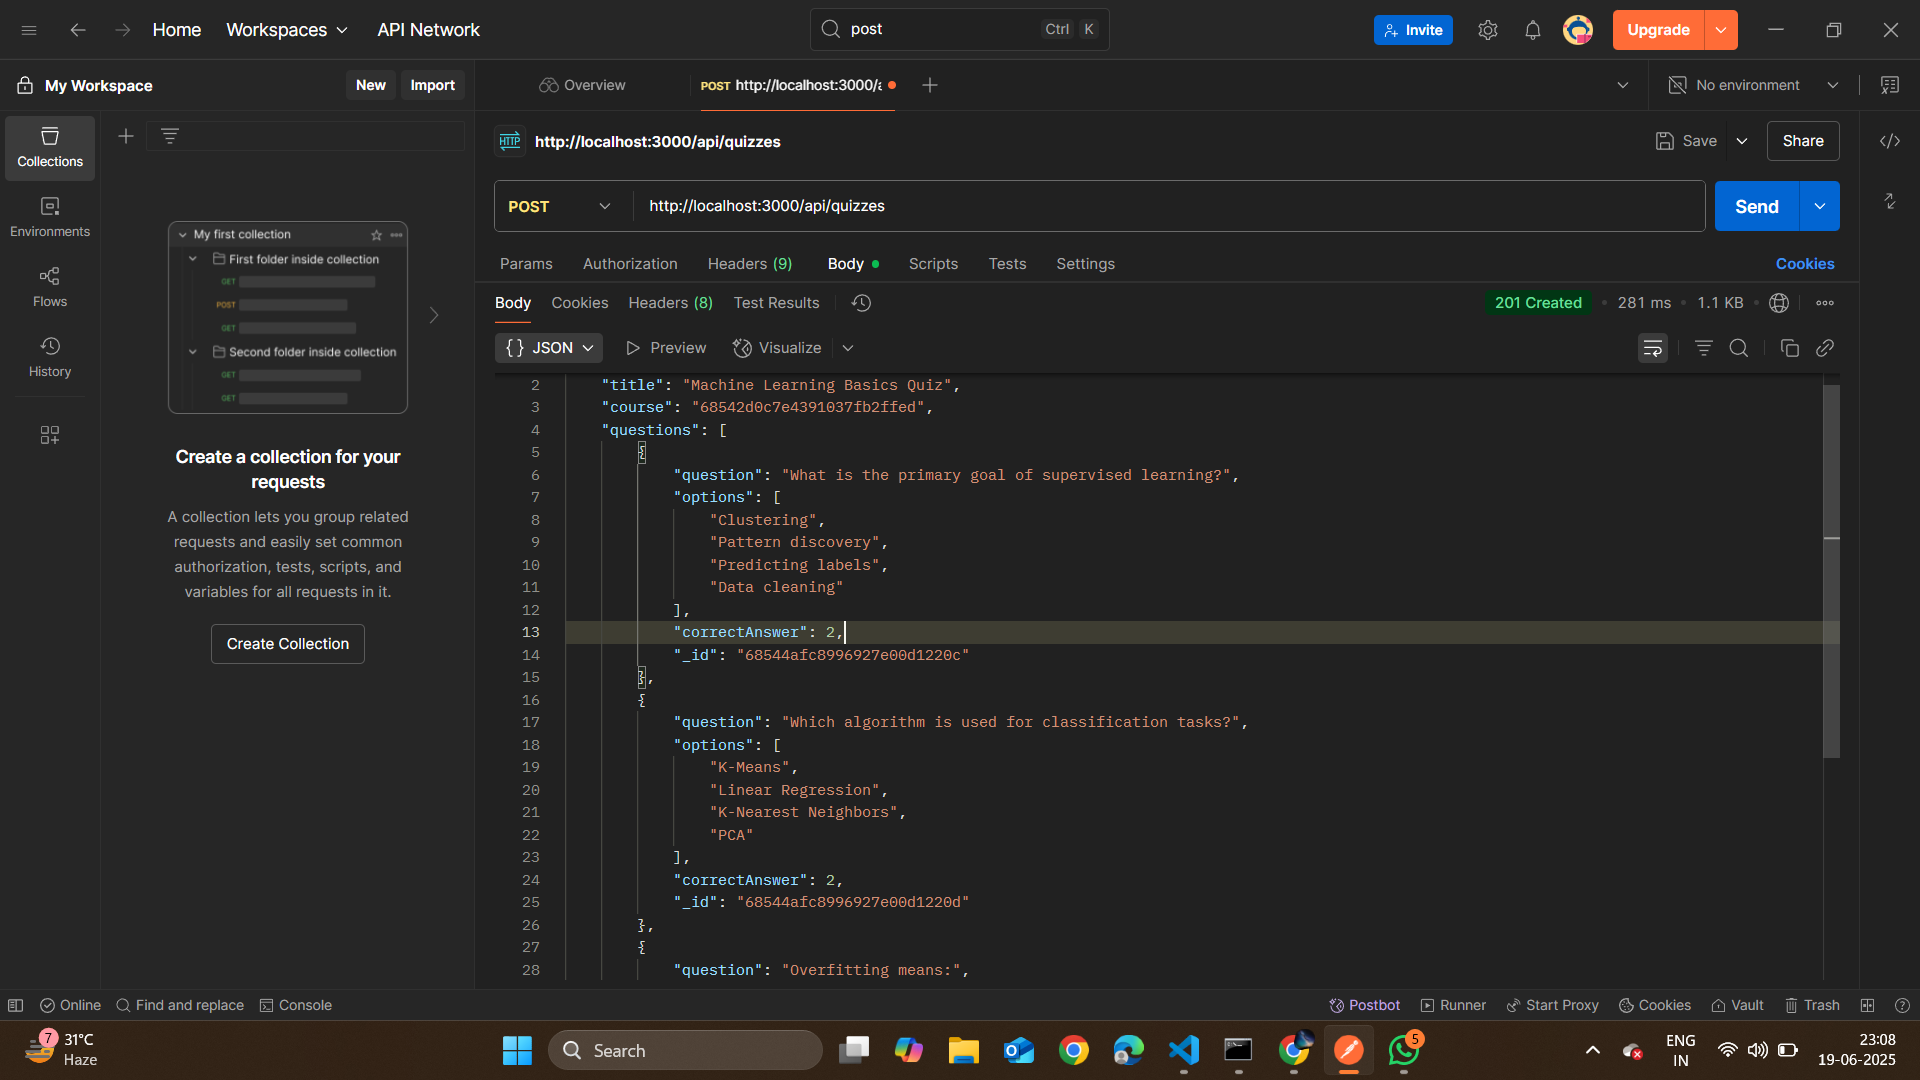 Home Workspaces API Network post Ctrl K Invite Upgrade
My Workspace New Import Overview POST http://localhost:3000/a No environment
Collections
Environments
Flows
History
My first collection
First folder inside collection
GET
POST
GET
Second folder inside collection
GET
GET
Create a collection for your
requests
A collection lets you group related
requests and easily set common
authorization, tests, scripts, and
variables for all requests in it.
Create Collection
HTTP http://localhost:3000/api/quizzes Save Share
POST http://localhost:3000/api/quizzes Send
Params Authorization Headers (9) Body Scripts Tests Settings Cookies
Body Cookies Headers (8) Test Results 201 Created 281 ms 1.1 KB
{} JSON Preview Visualize
2 "title": "Machine Learning Basics Quiz",
3 "course": "68542d0c7e4391037fb2ffed",
4 "questions": [
5 {
6 "question": "What is the primary goal of supervised learning?",
7 "options": [
8 "Clustering",
9 "Pattern discovery",
10 "Predicting labels",
11 "Data cleaning"
12 ],
13 "correctAnswer": 2,
14 "_id": "68544afc8996927e00d1220c"
15 },
16 {
17 "question": "Which algorithm is used for classification tasks?",
18 "options": [
19 "K-Means",
20 "Linear Regression",
21 "K-Nearest Neighbors",
22 "PCA"
23 ],
24 "correctAnswer": 2,
25 "_id": "68544afc8996927e00d1220d"
26 },
27 {
28 "question": "Overfitting means:",
Online Find and replace Console Postbot Runner Start Proxy Cookies Vault Trash
7 31°C
Haze
Search
5
ENG
IN
23:08
19-06-2025